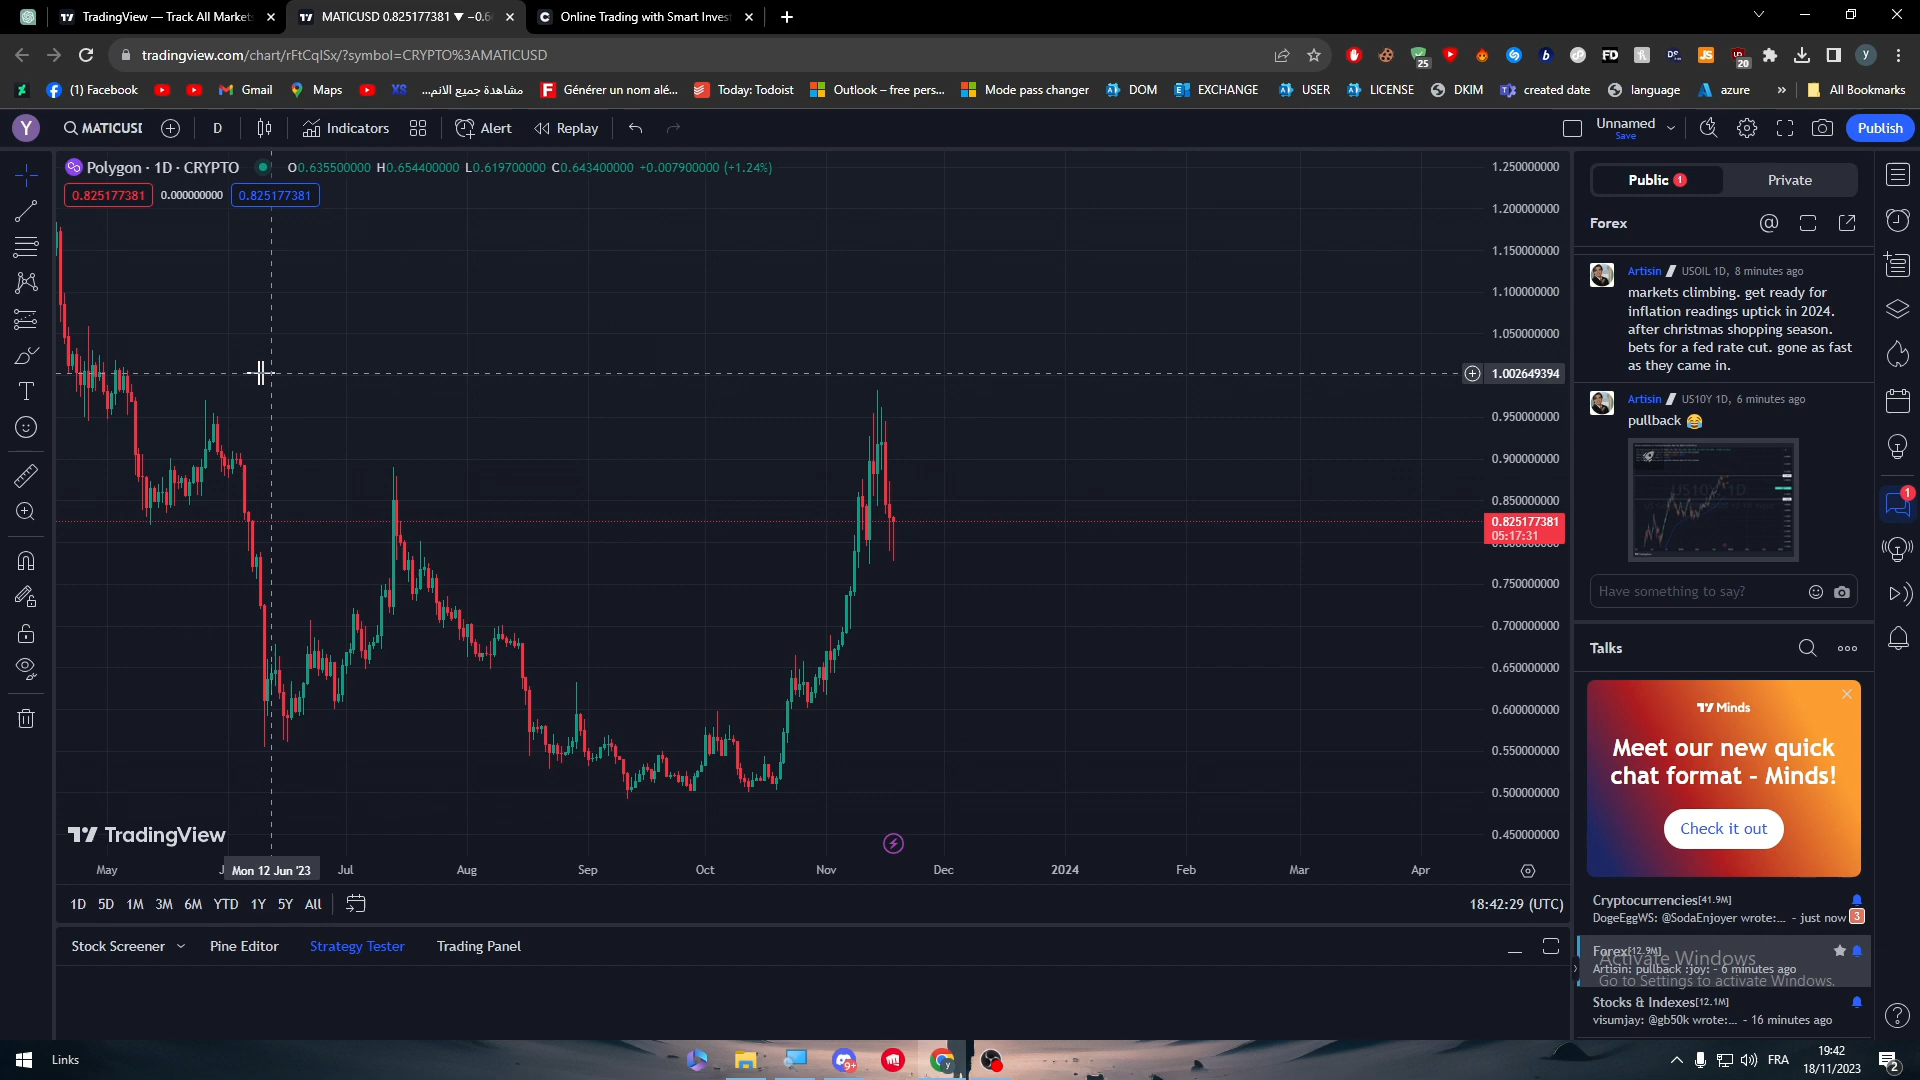 TradingView — Track All Markets
MATICUSD 0.825177381 ▼ −0.6
Online Trading with Smart Invest
tradingview.com/chart/rFtCqlSx/?symbol=CRYPTO%3AMATICUSD
(1) Facebook
Gmail
Maps
مشاهدة جميع الانم...
Générer un nom alé...
Today: Todoist
Outlook – free pers...
Mode pass changer
DOM
EXCHANGE
USER
LICENSE
DKIM
created date
language
azure
»
All Bookmarks
Y
MATICUSD
D
Indicators
Alert
Replay
Unnamed
Save
Publish
Polygon · 1D · CRYPTO
O0.635500000 H0.654400000 L0.619700000 C0.643400000 +0.007900000 (+1.24%)
0.825177381
0.000000000
0.825177381
1.250000000
1.200000000
1.150000000
1.100000000
1.050000000
1.002649394
0.950000000
0.900000000
0.850000000
0.825177381
05:17:31
0.750000000
0.700000000
0.650000000
0.600000000
0.550000000
0.500000000
0.450000000
TradingView
May
Mon 12 Jun '23
Jul
Aug
Sep
Oct
Nov
Dec
2024
Feb
Mar
Apr
1D 5D 1M 3M 6M YTD 1Y 5Y All
18:42:29 (UTC)
Stock Screener
Pine Editor
Strategy Tester
Trading Panel
Public 1
Private
Forex
Artisin USOIL 1D, 8 minutes ago
markets climbing. get ready for
inflation readings uptick in 2024.
after christmas shopping season.
bets for a fed rate cut. gone as fast
as they came in.
Artisin US10Y 1D, 6 minutes ago
pullback 😂
Have something to say?
Talks
Minds
Meet our new quick
chat format - Minds!
Check it out
Cryptocurrencies[41.9M]
DogeEggWS: @SodaEnjoyer wrote:... - just now 3
Forex[12.9M]
Artisin: pullback :joy: - 6 minutes ago
Activate Windows
Go to Settings to activate Windows.
Stocks & Indexes[12.1M]
visumjay: @gb50k wrote:... - 16 minutes ago
Links
FRA
19:42
18/11/2023